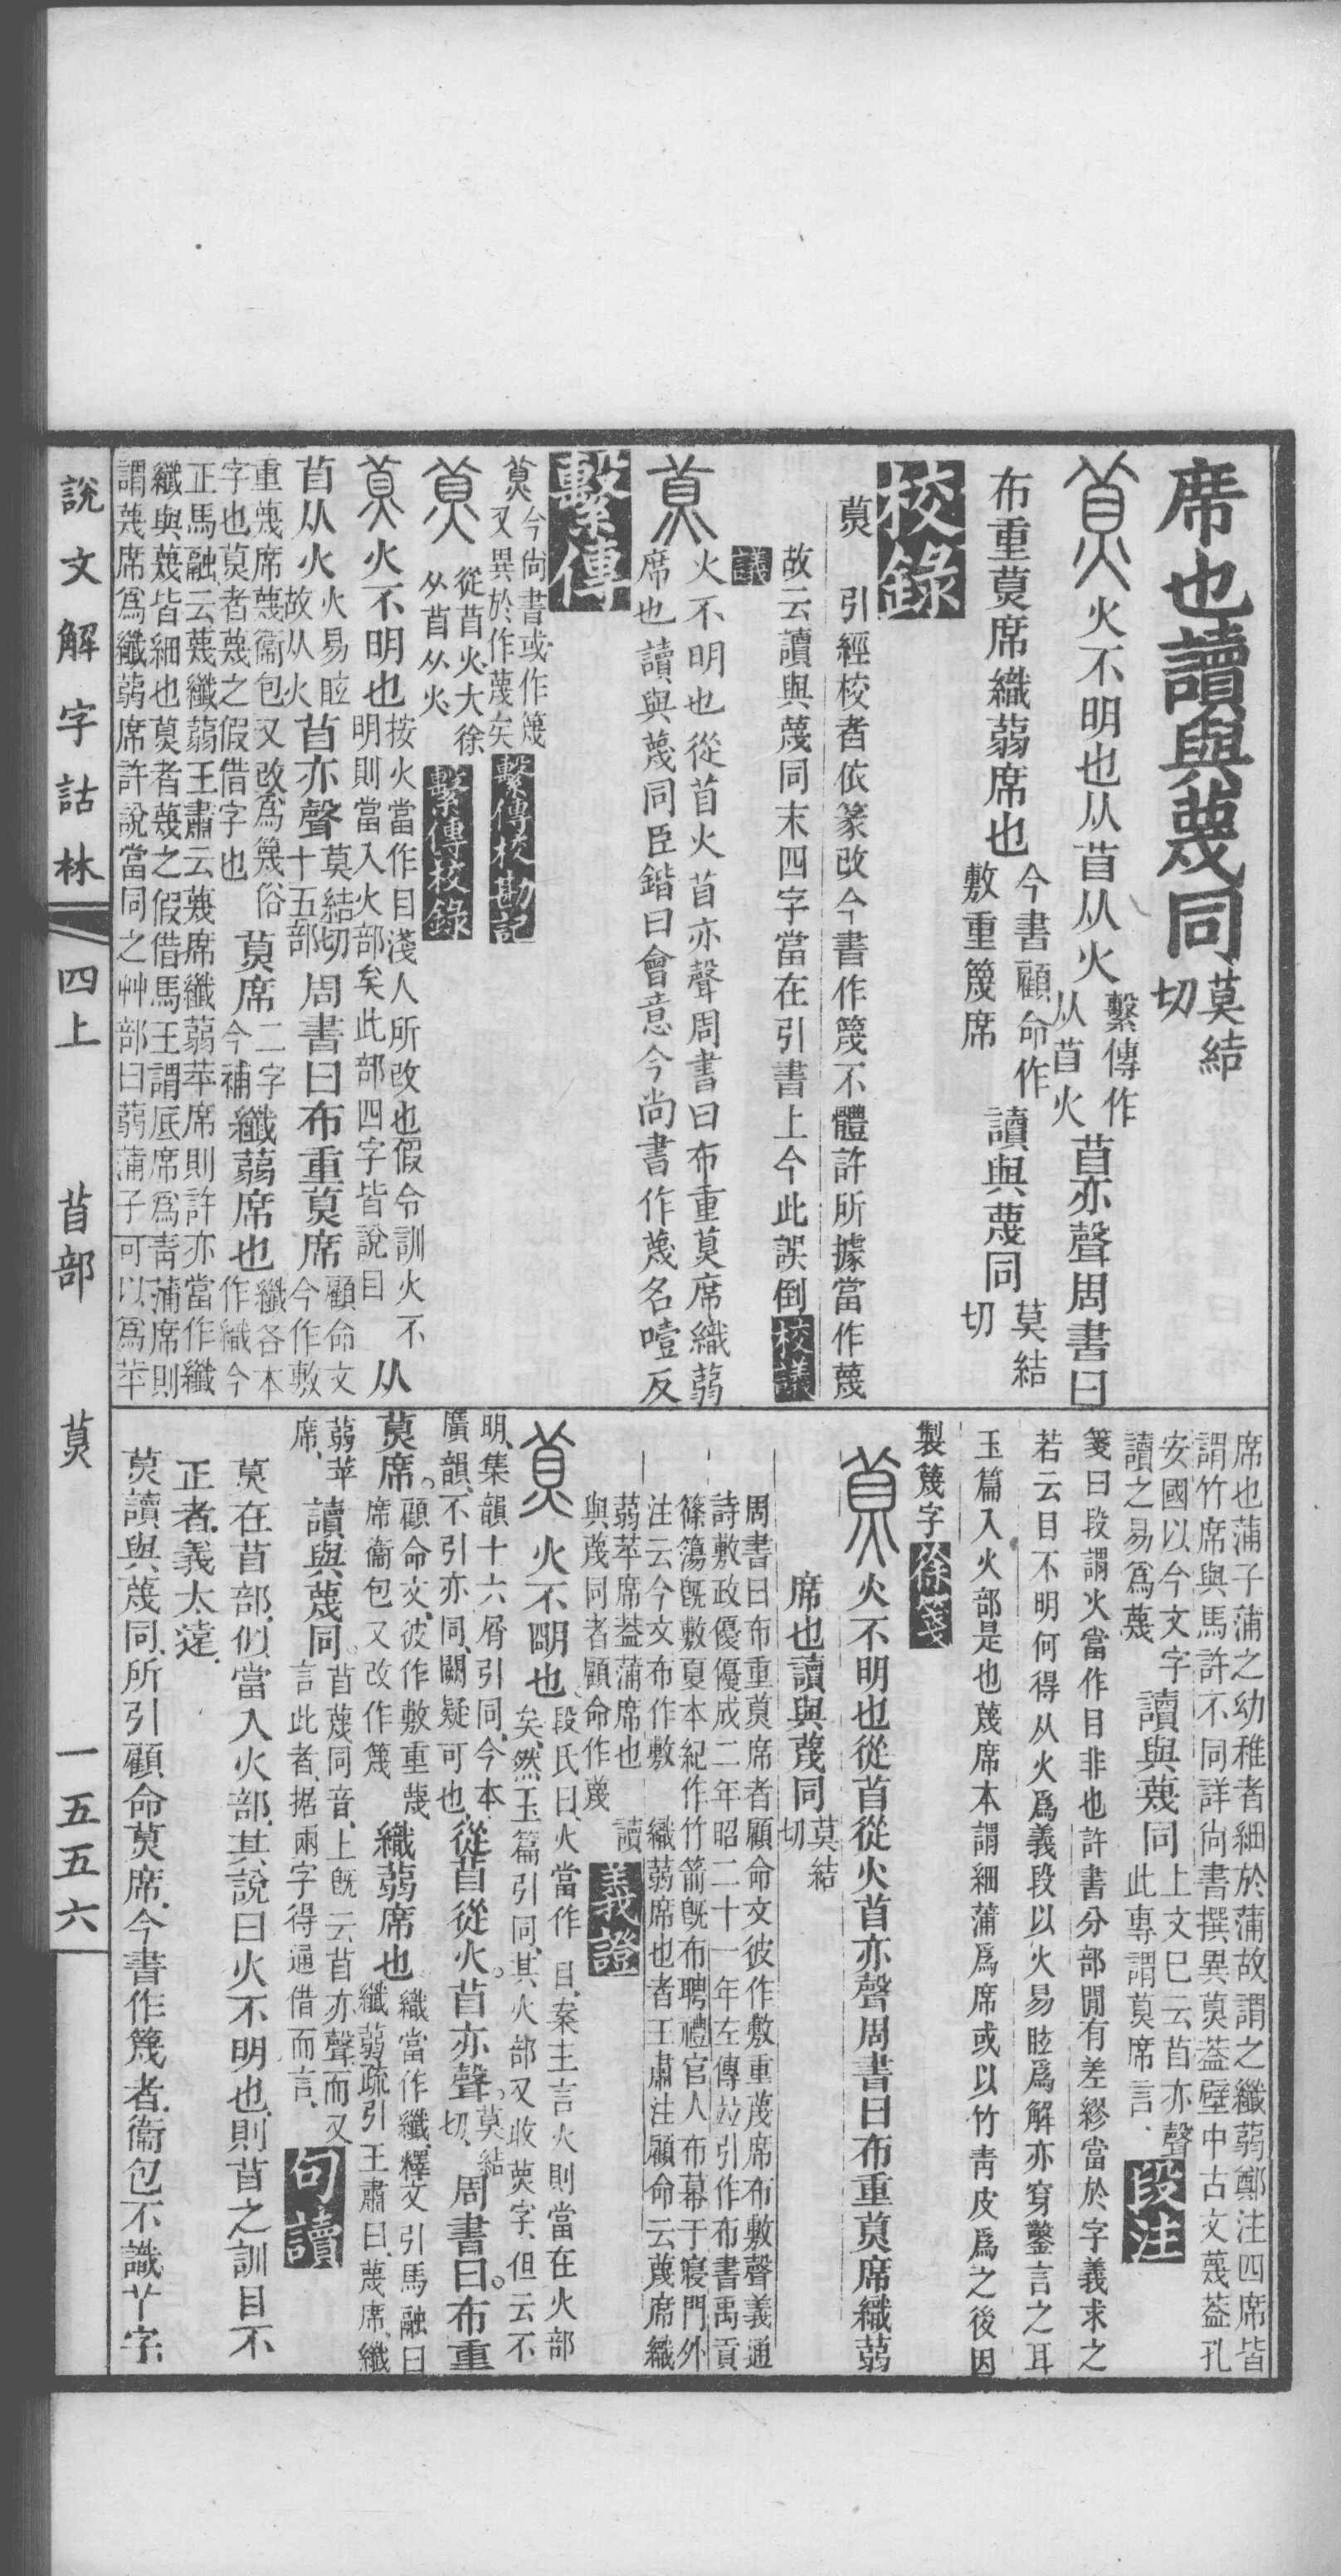 席也讀與蔑同莫結切
火不明也从苜从火繫傳作从苜火苜亦聲周書曰
布重莫席織蒻席也今書顧命作敷重篾席讀與蔑同莫結切
校錄
莫 引經校者依篆改今書作篾不體許所據當作蔑
故云讀與蔑同末四字當在引書上今此誤倒校議
議
火不明也從苜火苜亦聲周書曰布重莫席織蒻
席也讀與蔑同臣鍇曰會意今尚書作蔑名噎反
繫傳
莫今尚書或作篾又異於作蔑矣繫傳校勘記
從苜火大徐从苜从火繫傳校錄
火不明也按火當作目淺人所改也假令訓火不明則當入火部矣此部四字皆說目从
苜从火火易眩故从火苜亦聲莫結切十五部周書曰布重莫席顧命文今作敷
重蔑席蔑衞包又改爲篾俗字也莫者蔑之假借字也莫席二字今補纖蒻席也纖各本作織今
正馬融云蔑纖蒻王肅云蔑席纖蒻苹席則許亦當作纖
纖與蔑皆細也莫者蔑之假借馬王謂底席爲靑蒲席則
謂蔑席爲纖蒻席許說當同之艸部曰蒻蒲子可以爲苹
席也蒲子蒲之幼稚者細於蒲故謂之纖蒻鄭注四席皆
謂竹席與馬許不同詳尙書撰異莫葢壁中古文蔑葢孔
安國以今文字讀之易爲蔑讀與蔑同上文已云苜亦聲此專謂莫席言段注
箋曰段謂火當作目非也許書分部閒有差繆當於字義求之
若云目不明何得从火爲義段以火易眩爲解亦穿鑿言之耳
玉篇入火部是也蔑席本謂細蒲爲席或以竹靑皮爲之後因
製篾字徐箋
火不明也從苜從火苜亦聲周書曰布重莫席織蒻
席也讀與蔑同莫結切
周書曰布重莫席者顧命文彼作敷重蔑席布敷聲義通
詩敷政優優成二年昭二十一年左傳竝引作布書禹貢
篠簜旣敷夏本紀作竹箭旣布聘禮官人布幕于寢門外
注云今文布作敷 織蒻席也者王肅注顧命云蔑席纖
蒻苹席葢蒲席也 讀與蔑同者顧命作蔑義證
火不明也段氏曰火當作目案主言火則當在火部矣然玉篇引同其火部又收莫字但云不
明集韻十六屑引同今本廣韻不引亦同闕疑可也從苜從火苜亦聲莫結切周書曰布重
莫席顧命文彼作敷重蔑席衞包又改作篾織蒻席也織當作纖釋文引馬融曰纖蒻疏引王肅曰蔑席纖
蒻苹席讀與蔑同苜蔑同音上旣云苜亦聲而又言此者据兩字得通借而言句讀
莫在苜部似當入火部其說曰火不明也則苜之訓目不
正者義太遠
莫讀與蔑同所引顧命莫席今書作篾者衞包不識艹字
說文解字詁林 四上 苜部 莫 一五五六